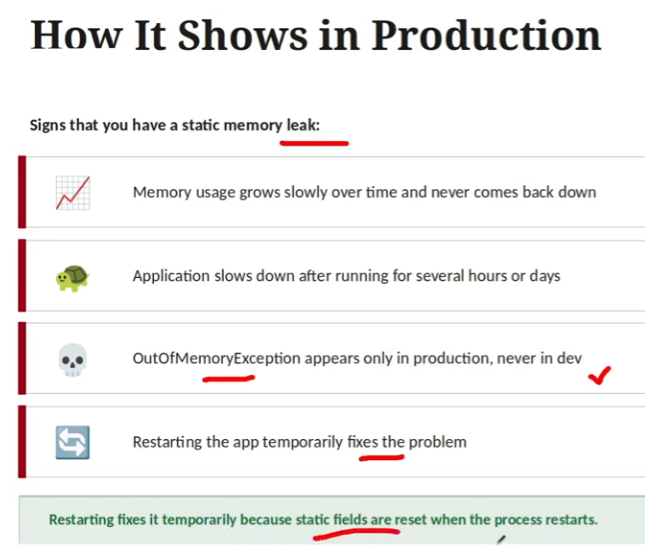 How It Shows in Production
Signs that you have a static memory leak:
Memory usage grows slowly over time and never comes back down
Application slows down after running for several hours or days
OutOfMemoryException appears only in production, never in dev
Restarting the app temporarily fixes the problem
Restarting fixes it temporarily because static fields are reset when the process restarts.